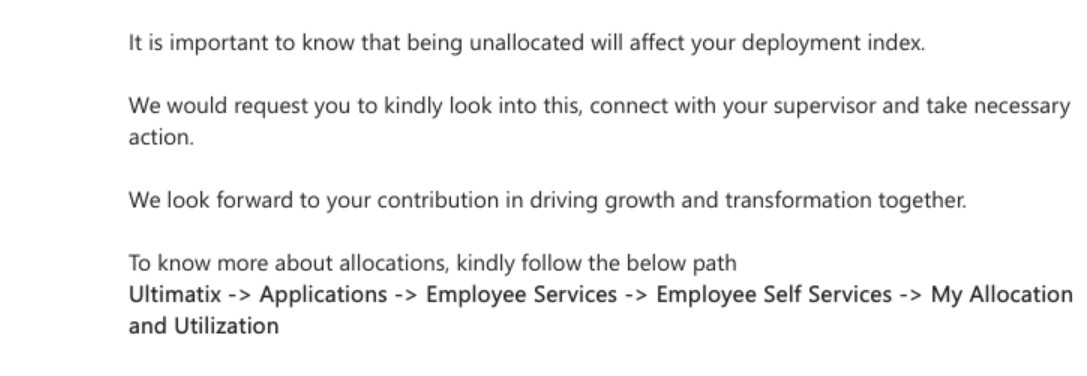 It is important to know that being unallocated will affect your deployment index.
We would request you to kindly look into this, connect with your supervisor and take necessary
action.
We look forward to your contribution in driving growth and transformation together.
To know more about allocations, kindly follow the below path
Ultimatix -> Applications -> Employee Services -> Employee Self Services -> My Allocation
and Utilization